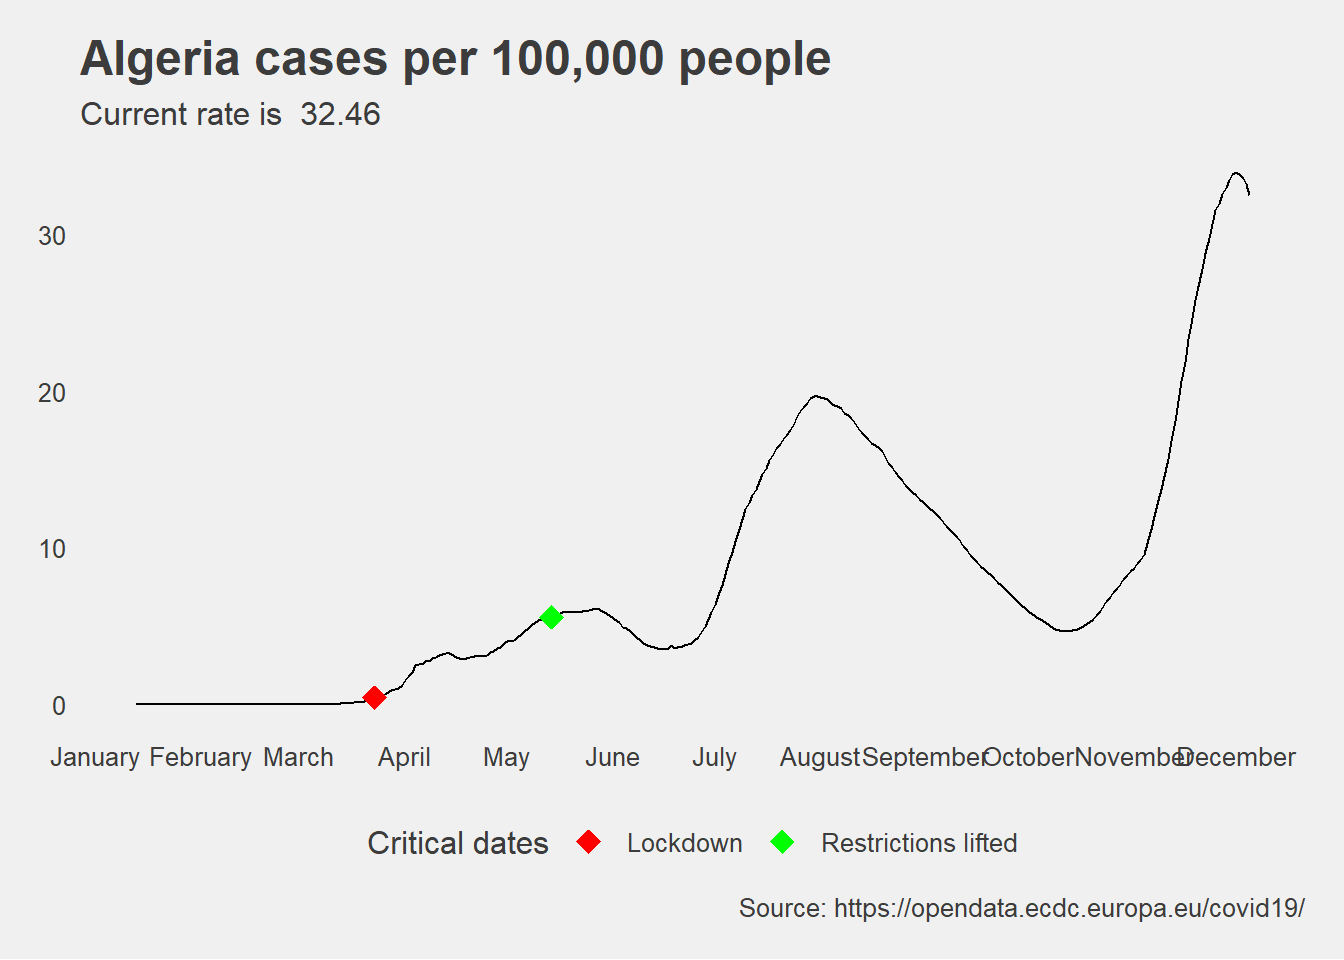 Algeria cases per 100,000 people
Current rate is  32.46
30
20
10
0
January February March April May June July August September October November December
Critical dates Lockdown Restrictions lifted
Source: https://opendata.ecdc.europa.eu/covid19/